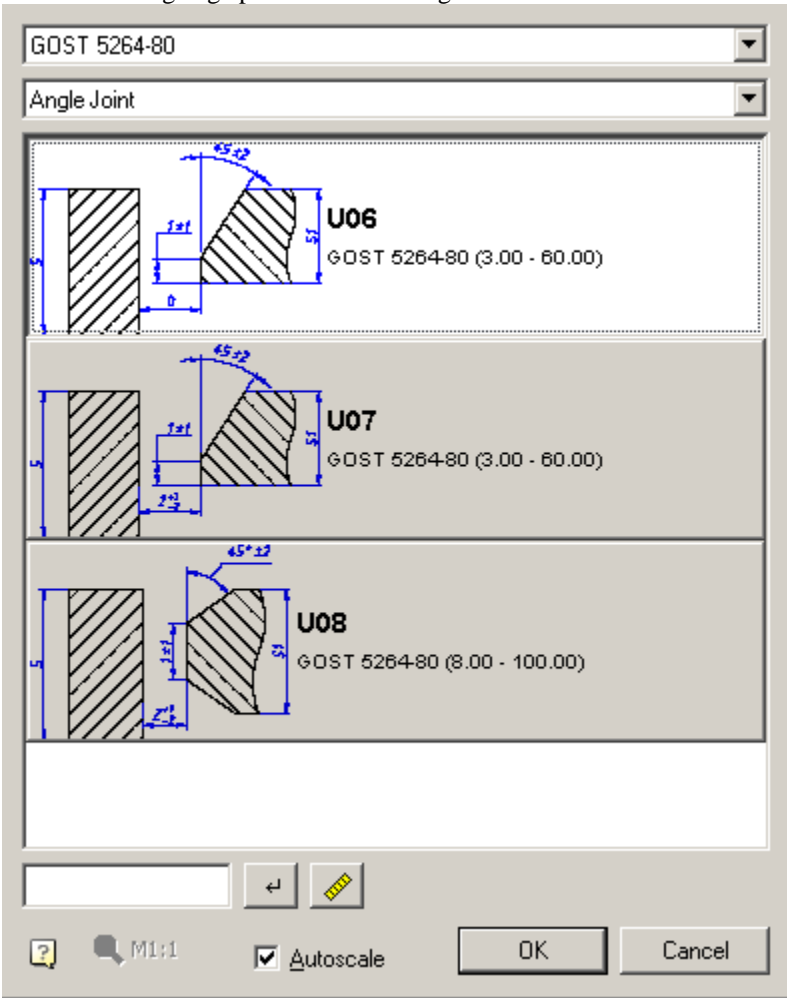 GOST 5264-80
Angle Joint
45±2
1±1
S
0
S1
U06
GOST 5264-80 (3.00 - 60.00)
45±2
1±1
S
S1
U07
GOST 5264-80 (3.00 - 60.00)
45°±2
1±1
S
S1
U08
GOST 5264-80 (8.00 - 100.00)
M1:1
Autoscale
OK
Cancel